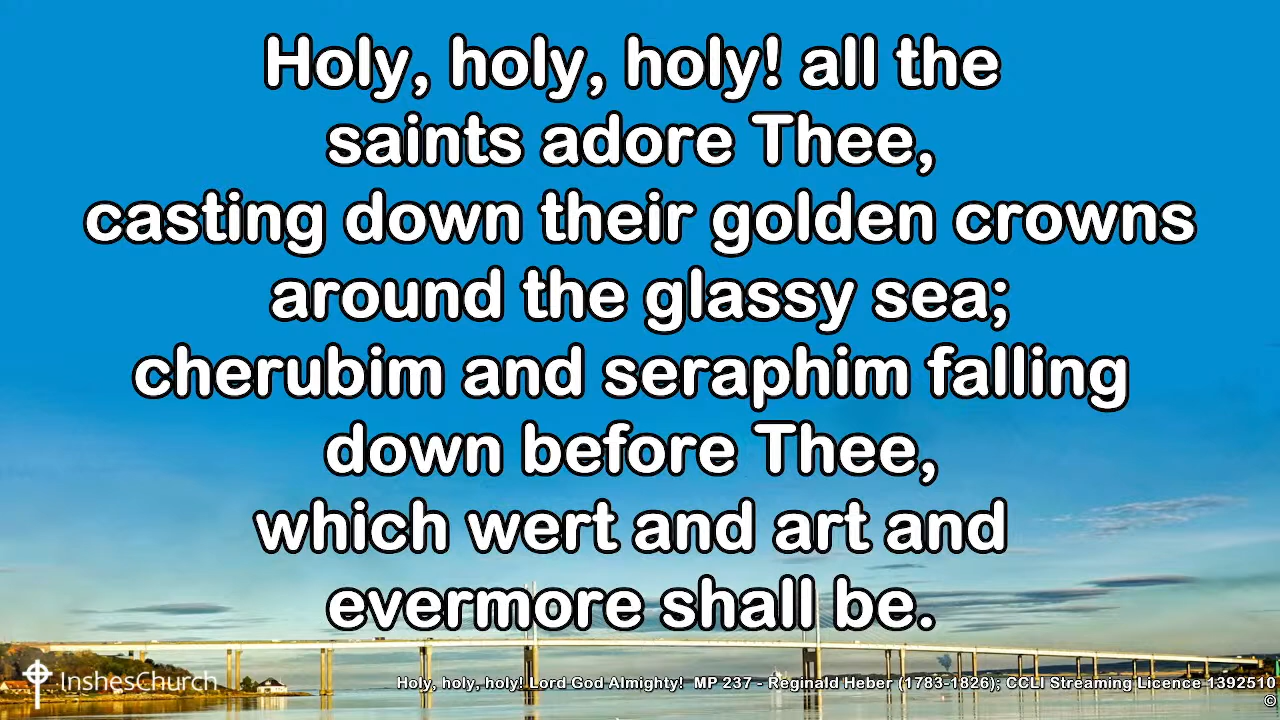 Holy, holy, holy! all the
saints adore Thee,
casting down their golden crowns
around the glassy sea;
cherubim and seraphim falling
down before Thee,
which wert and art and
evermore shall be.
InshesChurch
Holy, holy, holy! Lord God Almighty! MP 237 - Reginald Heber (1783-1826); CCLI Streaming Licence 1392510
©